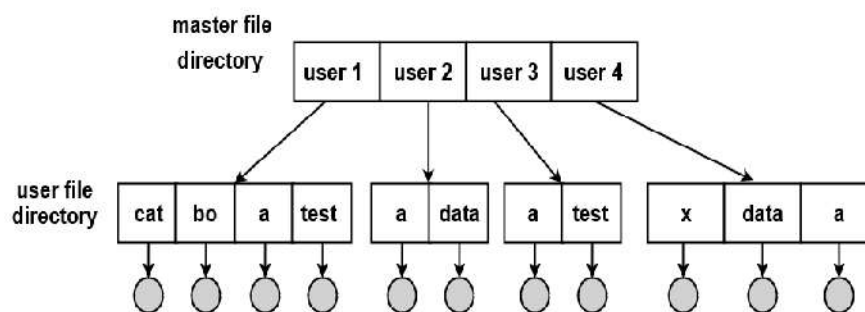 master file
directory
user 1 user 2 user 3 user 4
user file
directory
cat bo a test a data a test x data a